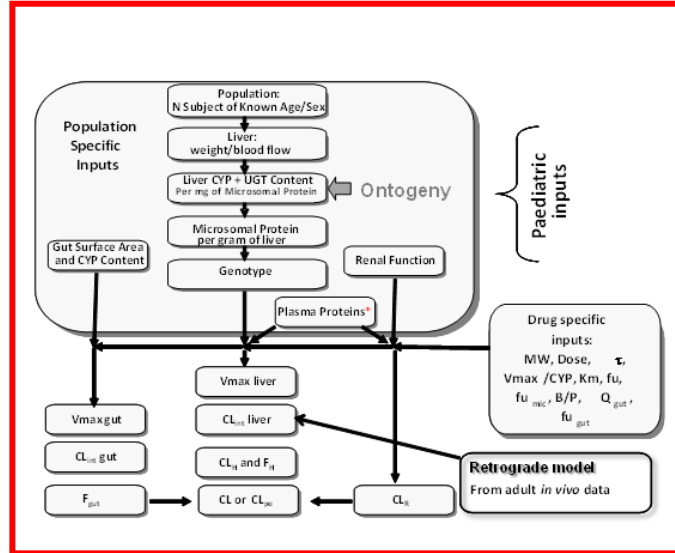 Population:
N Subject of Known Age/Sex
Population
Specific
Inputs
Liver:
weight/blood flow
Liver CYP + UGT Content
Per mg of Microsomal Protein
Ontogeny
Paediatric
inputs
Microsomal Protein
per gram of liver
Gut Surface Area
and CYP Content
Genotype
Renal Function
Plasma Proteins*
Drug specific
inputs:
MW, Dose, τ,
Vmax /CYP, Km, fu,
fu mic, B/P, Q gut,
fu gut
Vmax liver
Vmax gut
CLint liver
CLint gut
CLH and FH
Retrograde model
From adult in vivo data
Fgut
CL or CLpo
CLR